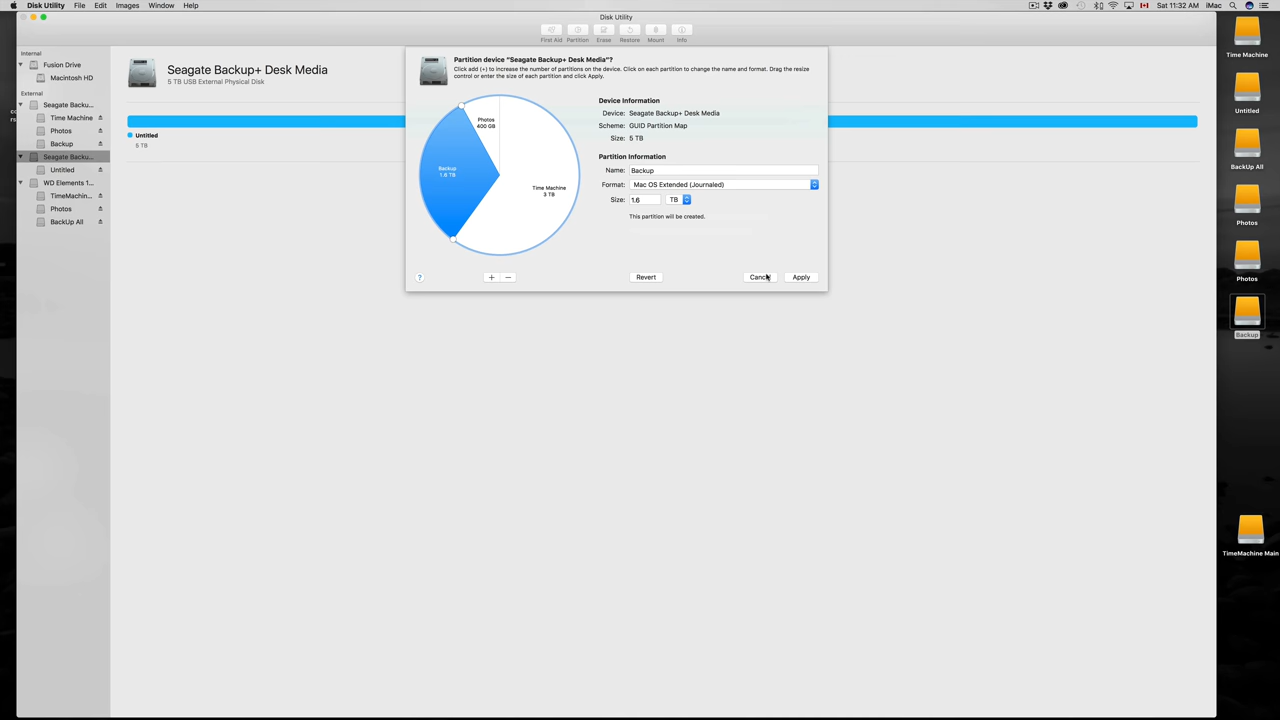 Disk Utility File Edit Images Window Help
Sat 11:32 AM iMac
Disk Utility
First Aid Partition Erase Restore Mount Info
Internal
Fusion Drive
Macintosh HD
External
Seagate Backu...
Time Machine
Photos
Backup
Seagate Backu...
Untitled
WD Elements 1...
TimeMachin...
Photos
BackUp All
Seagate Backup+ Desk Media
5 TB USB External Physical Disk
Untitled
5 TB
Partition device "Seagate Backup+ Desk Media"?
Click add (+) to increase the number of partitions on the device. Click on each partition to change the name and format. Drag the resize
control or enter the size of each partition and click Apply.
Photos
400 GB
Backup
1.6 TB
Time Machine
3 TB
Device Information
Device: Seagate Backup+ Desk Media
Scheme: GUID Partition Map
Size: 5 TB
Partition Information
Name: Backup
Format: Mac OS Extended (Journaled)
Size: 1.6 TB
This partition will be created.
? + − Revert Cancel Apply
Time Machine
Untitled
BackUp All
Photos
Photos
Backup
TimeMachine Main